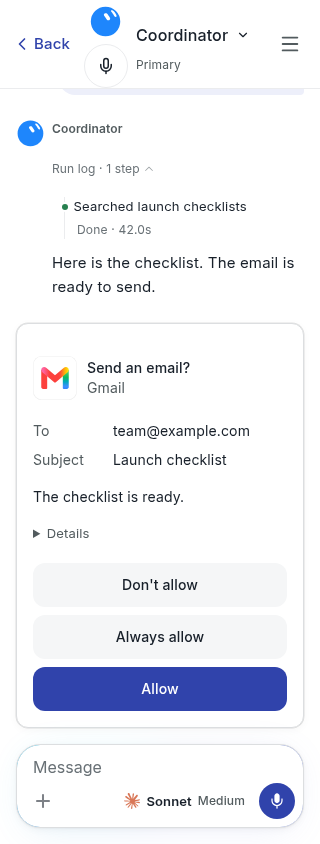 Back
Coordinator
Primary
Coordinator
Run log · 1 step
Searched launch checklists
Done · 42.0s
Here is the checklist. The email is
ready to send.
Send an email?
Gmail
To team@example.com
Subject Launch checklist
The checklist is ready.
Details
Don't allow
Always allow
Allow
Message
Sonnet Medium